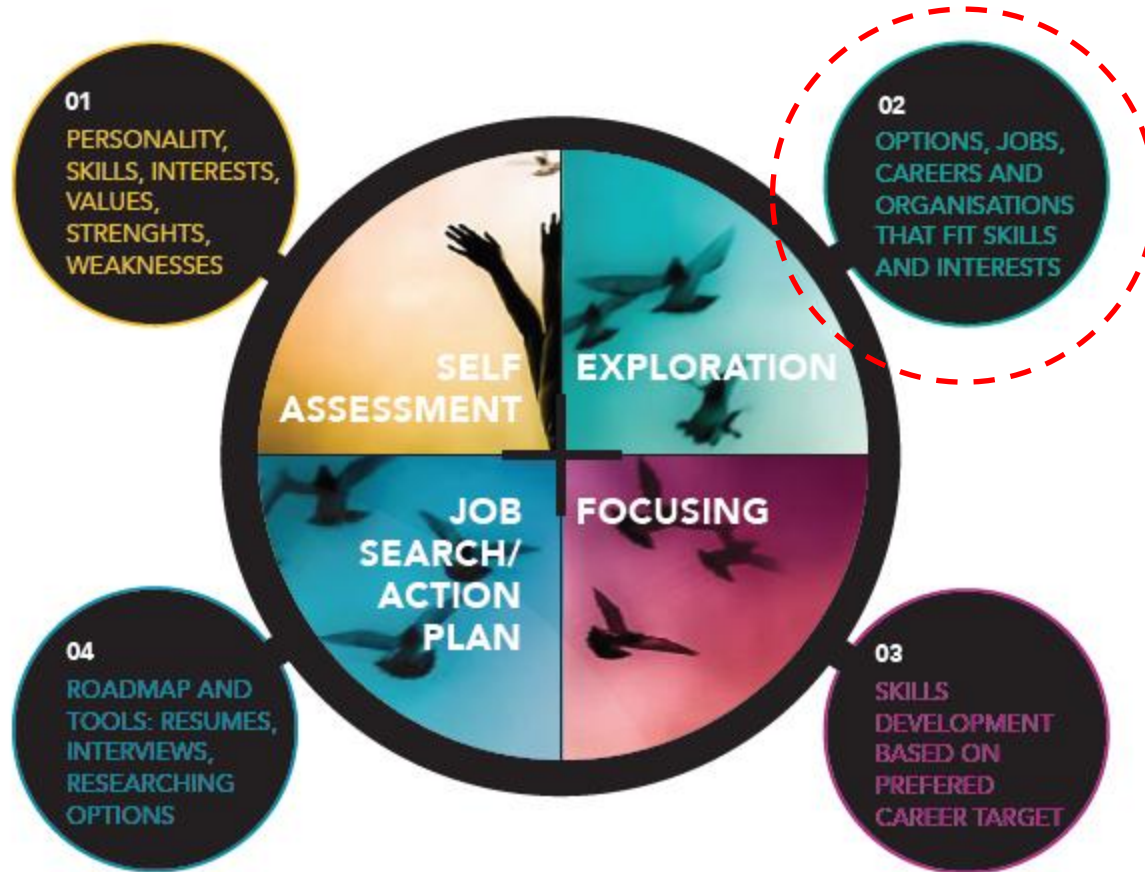 01
PERSONALITY,
SKILLS, INTERESTS,
VALUES,
STRENGHTS,
WEAKNESSES
02
OPTIONS, JOBS,
CAREERS AND
ORGANISATIONS
THAT FIT SKILLS
AND INTERESTS
SELF
ASSESSMENT
EXPLORATION
JOB
SEARCH/
ACTION
PLAN
FOCUSING
04
ROADMAP AND
TOOLS: RESUMES,
INTERVIEWS,
RESEARCHING
OPTIONS
03
SKILLS
DEVELOPMENT
BASED ON
PREFERED
CAREER TARGET